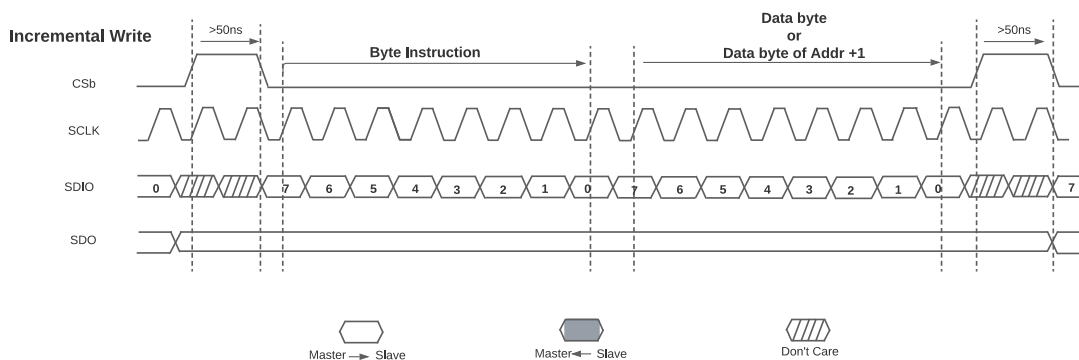 Data byte
or
Data byte of Addr +1
>50ns
>50ns
Incremental Write
Byte Instruction
CSb
SCLK
SDIO
0 7 6 5 4 3 2 1 0 7 6 5 4 3 2 1 0 7
SDO
Master Slave
Master Slave
Don't Care